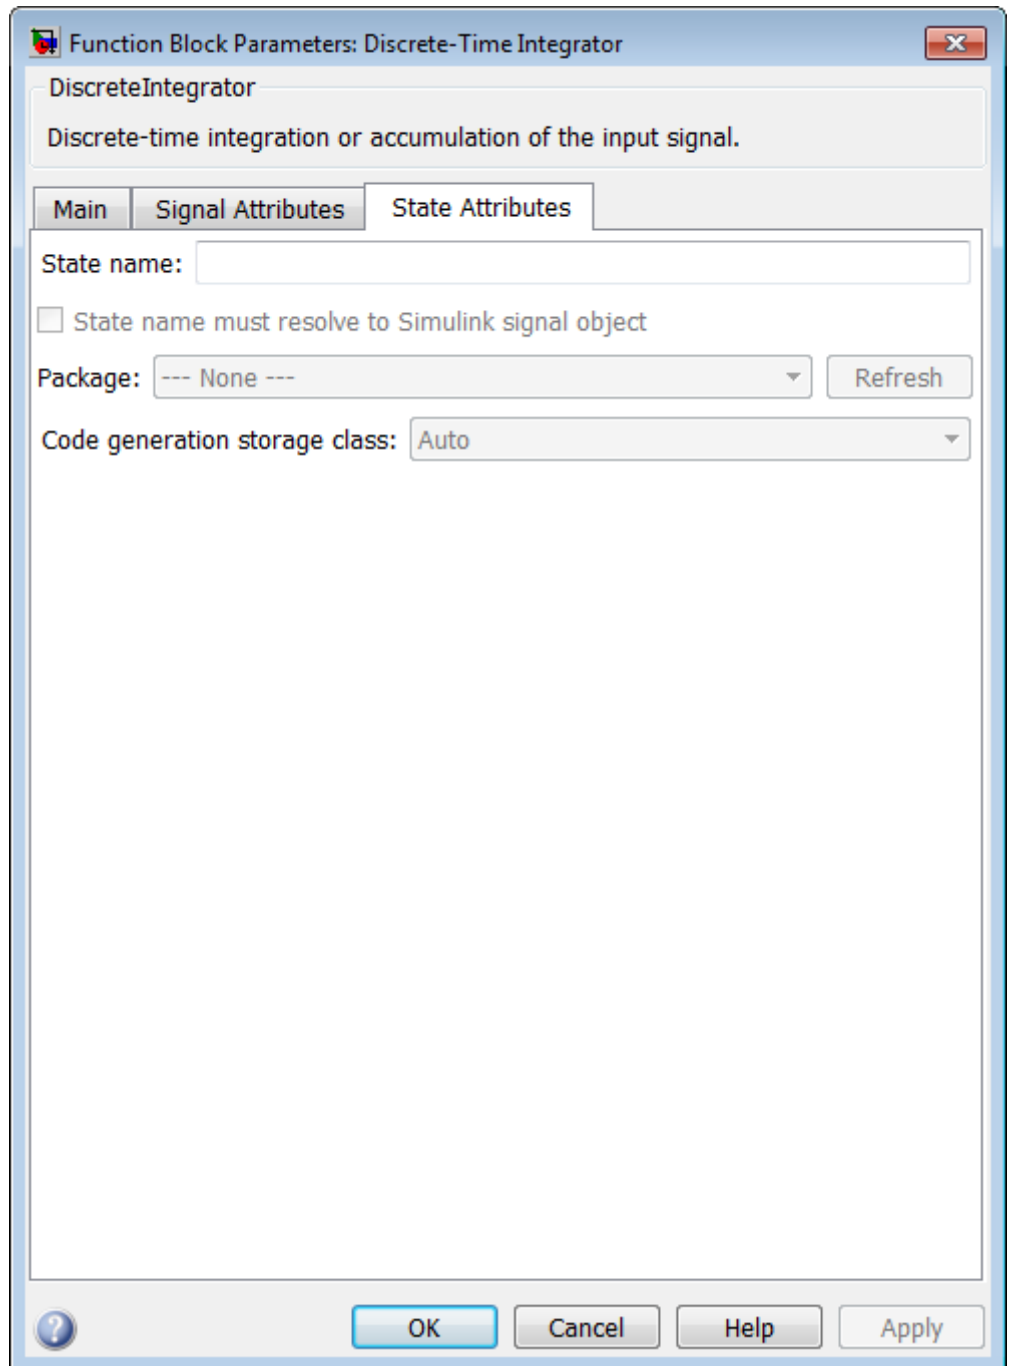 Function Block Parameters: Discrete-Time Integrator
DiscreteIntegrator
Discrete-time integration or accumulation of the input signal.
Main Signal Attributes State Attributes
State name:
State name must resolve to Simulink signal object
Package: --- None --- Refresh
Code generation storage class: Auto
? OK Cancel Help Apply